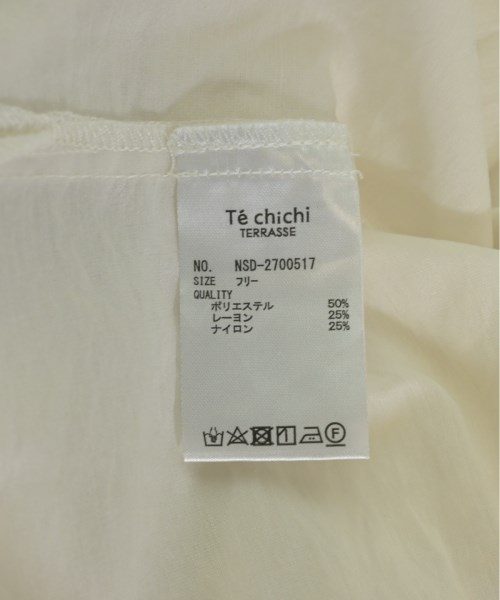 Té chichi
TERRASSE
NO. NSD-2700517
SIZE フリー
QUALITY
ポリエステル 50%
レーヨン 25%
ナイロン 25%
F